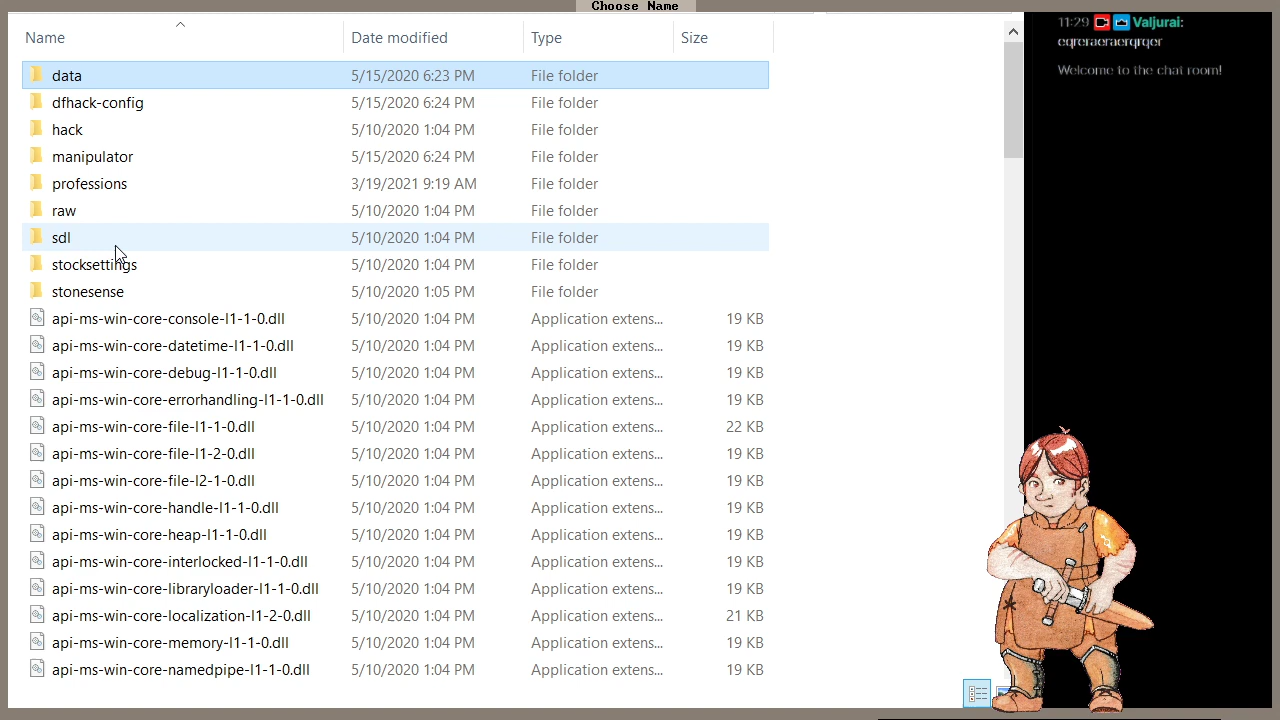 Choose Name
Name Date modified Type Size
data 5/15/2020 6:23 PM File folder
dfhack-config 5/15/2020 6:24 PM File folder
hack 5/10/2020 1:04 PM File folder
manipulator 5/15/2020 6:24 PM File folder
professions 3/19/2021 9:19 AM File folder
raw 5/10/2020 1:04 PM File folder
sdl 5/10/2020 1:04 PM File folder
stocksettings 5/10/2020 1:04 PM File folder
stonesense 5/10/2020 1:05 PM File folder
api-ms-win-core-console-l1-1-0.dll 5/10/2020 1:04 PM Application extens... 19 KB
api-ms-win-core-datetime-l1-1-0.dll 5/10/2020 1:04 PM Application extens... 19 KB
api-ms-win-core-debug-l1-1-0.dll 5/10/2020 1:04 PM Application extens... 19 KB
api-ms-win-core-errorhandling-l1-1-0.dll 5/10/2020 1:04 PM Application extens... 19 KB
api-ms-win-core-file-l1-1-0.dll 5/10/2020 1:04 PM Application extens... 22 KB
api-ms-win-core-file-l1-2-0.dll 5/10/2020 1:04 PM Application extens... 19 KB
api-ms-win-core-file-l2-1-0.dll 5/10/2020 1:04 PM Application extens... 19 KB
api-ms-win-core-handle-l1-1-0.dll 5/10/2020 1:04 PM Application extens... 19 KB
api-ms-win-core-heap-l1-1-0.dll 5/10/2020 1:04 PM Application extens... 19 KB
api-ms-win-core-interlocked-l1-1-0.dll 5/10/2020 1:04 PM Application extens... 19 KB
api-ms-win-core-libraryloader-l1-1-0.dll 5/10/2020 1:04 PM Application extens... 19 KB
api-ms-win-core-localization-l1-2-0.dll 5/10/2020 1:04 PM Application extens... 21 KB
api-ms-win-core-memory-l1-1-0.dll 5/10/2020 1:04 PM Application extens... 19 KB
api-ms-win-core-namedpipe-l1-1-0.dll 5/10/2020 1:04 PM Application extens... 19 KB
11:29 Valjurai:
Welcome to the chat room!